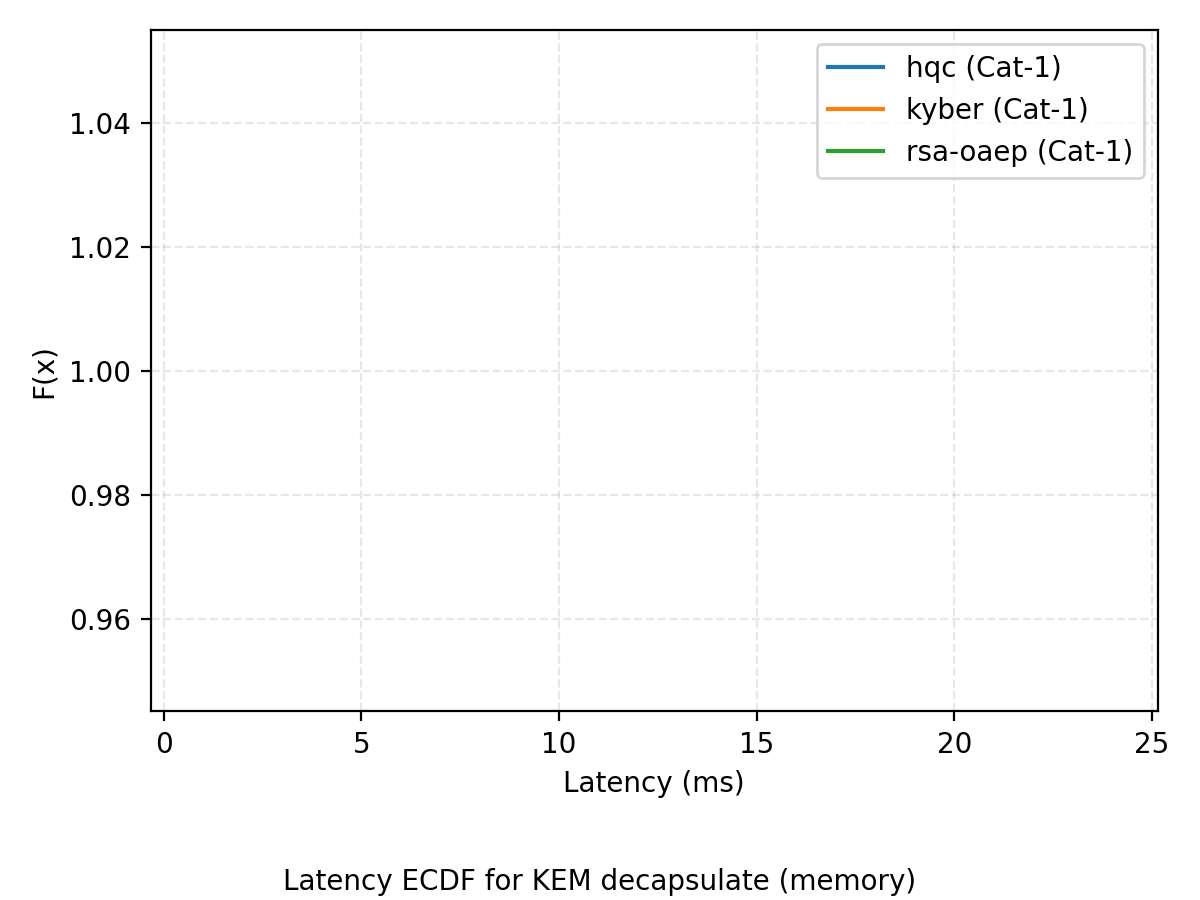 hqc (Cat-1)
kyber (Cat-1)
rsa-oaep (Cat-1)
1.04
1.02
1.00
0.98
0.96
F(x)
0 5 10 15 20 25
Latency (ms)
Latency ECDF for KEM decapsulate (memory)